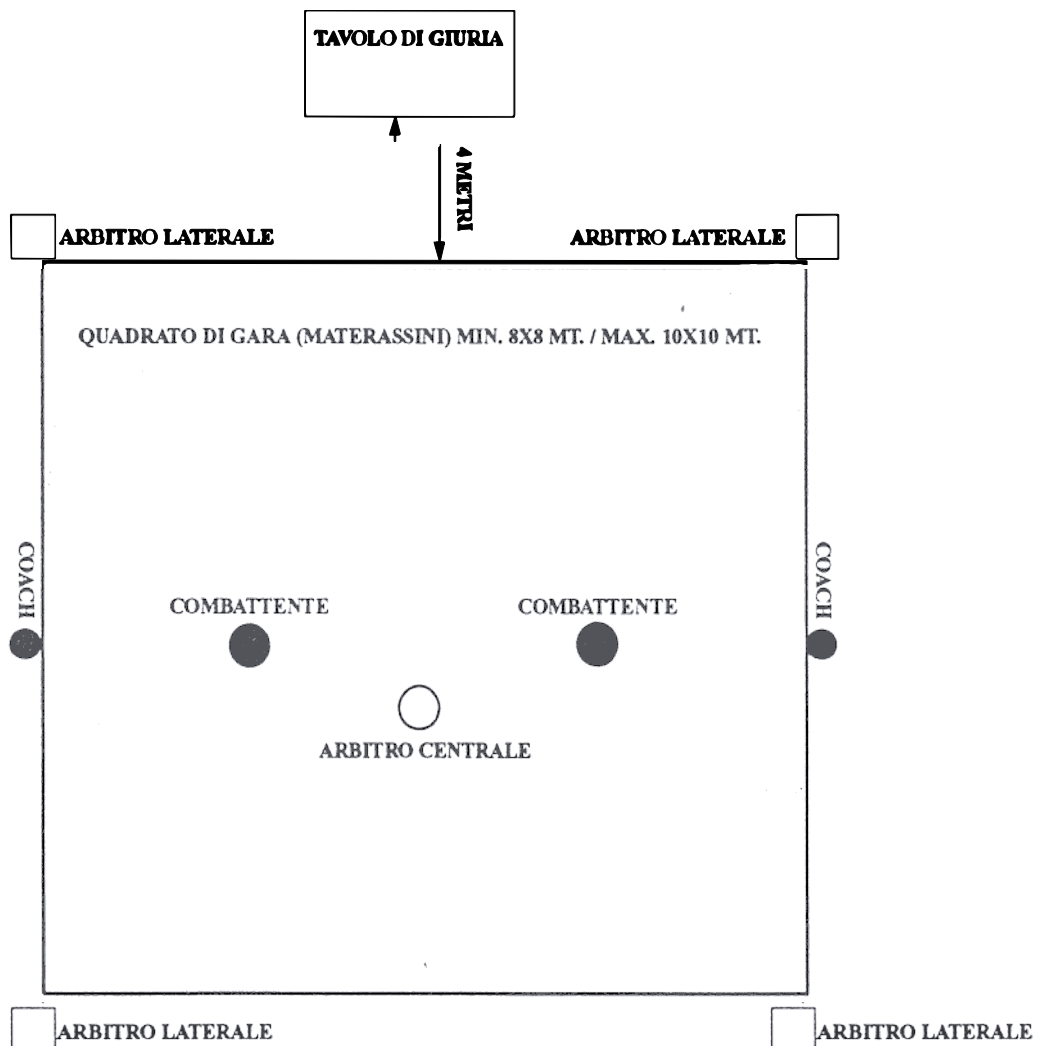 TAVOLO DI GIURIA
4 METRI
ARBITRO LATERALE
ARBITRO LATERALE
QUADRATO DI GARA (MATERASSINI) MIN. 8X8 MT. / MAX. 10X10 MT.
COACH
COACH
COMBATTENTE
COMBATTENTE
ARBITRO CENTRALE
ARBITRO LATERALE
ARBITRO LATERALE